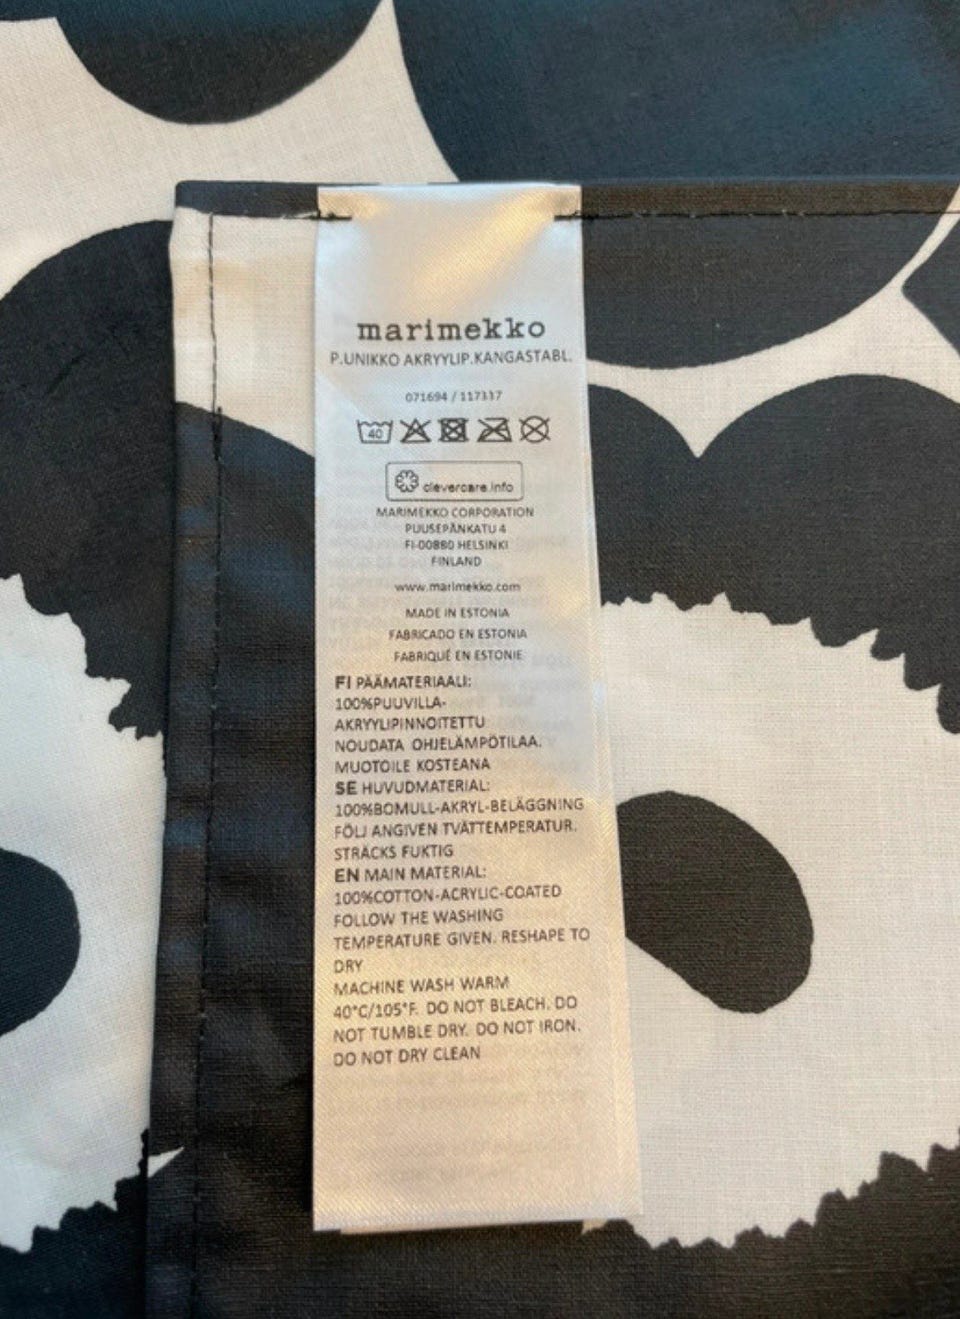 marimekko
P.UNIKKO AKRYYLIP.KANGASTABL.
071694 / 117337
40
clevercare.info
MARIMEKKO CORPORATION
PUUSEPÄNKATU 4
FI-00880 HELSINKI
FINLAND
www.marimekko.com
MADE IN ESTONIA
FABRICADO EN ESTONIA
FABRIQUÉ EN ESTONIE
FI PÄÄMATERIAALI:
100%PUUVILLA-
AKRYYLIPINNOITETTU
NOUDATA OHJELÄMPÖTILAA.
MUOTOILE KOSTEANA
SE HUVUDMATERIAL:
100%BOMULL-AKRYL-BELÄGGNING
FÖLJ ANGIVEN TVÄTTEMPERATUR.
STRÄCKS FUKTIG
EN MAIN MATERIAL:
100%COTTON-ACRYLIC-COATED
FOLLOW THE WASHING
TEMPERATURE GIVEN. RESHAPE TO
DRY
MACHINE WASH WARM
40°C/105°F. DO NOT BLEACH. DO
NOT TUMBLE DRY. DO NOT IRON.
DO NOT DRY CLEAN